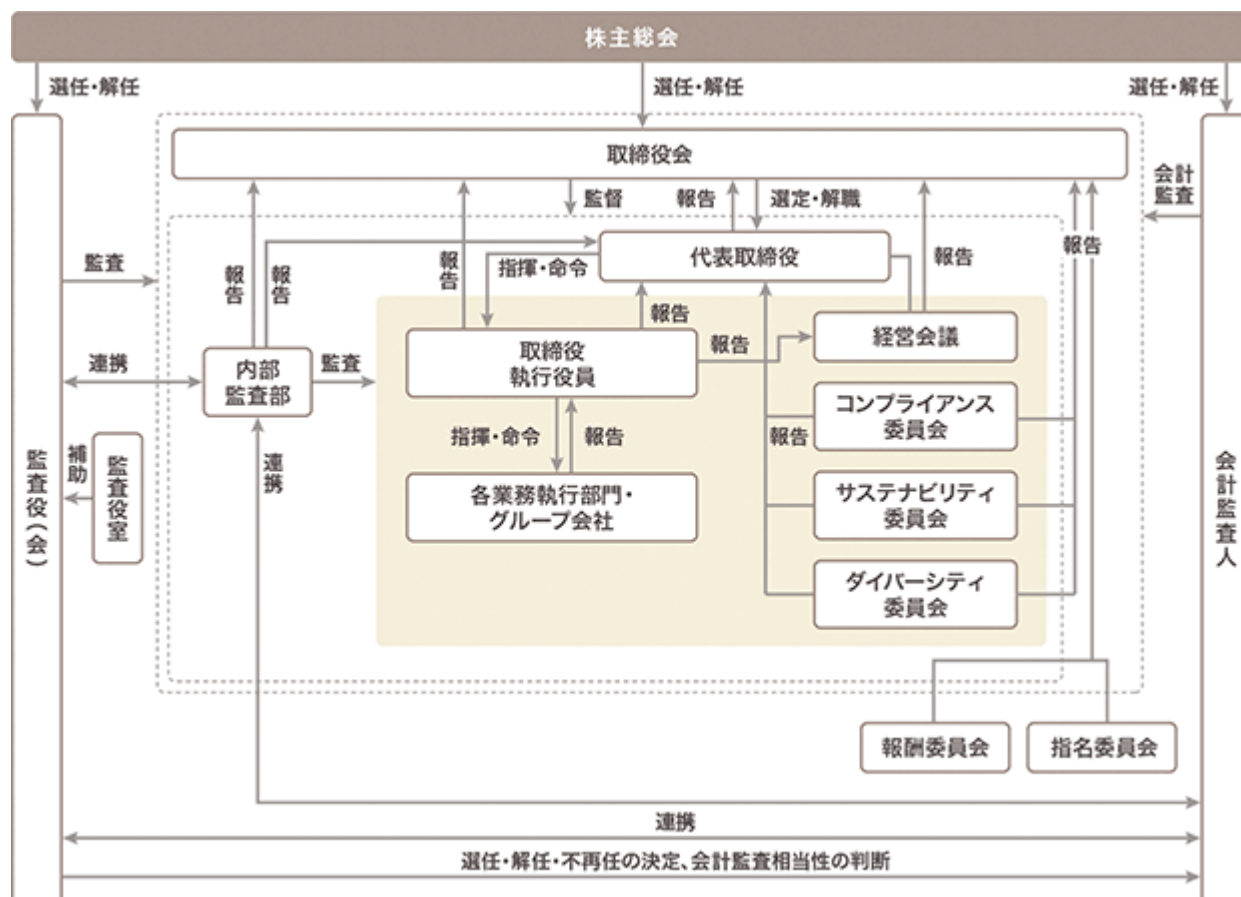 株主総会
選任・解任
選任・解任
選任・解任
取締役会
会計
監査
監督
報告
選定・解職
報告
報告
報告
報告
報告
代表取締役
指揮・命令
監査
報告
取締役
執行役員
報告
経営会議
連携
内部
監査部
監査
コンプライアンス
委員会
指揮・命令
報告
報告
補助
監査役室
監査役(会)
連携
各業務執行部門・
グループ会社
サステナビリティ
委員会
会計監査人
ダイバーシティ
委員会
報酬委員会
指名委員会
連携
選任・解任・不再任の決定、会計監査相当性の判断